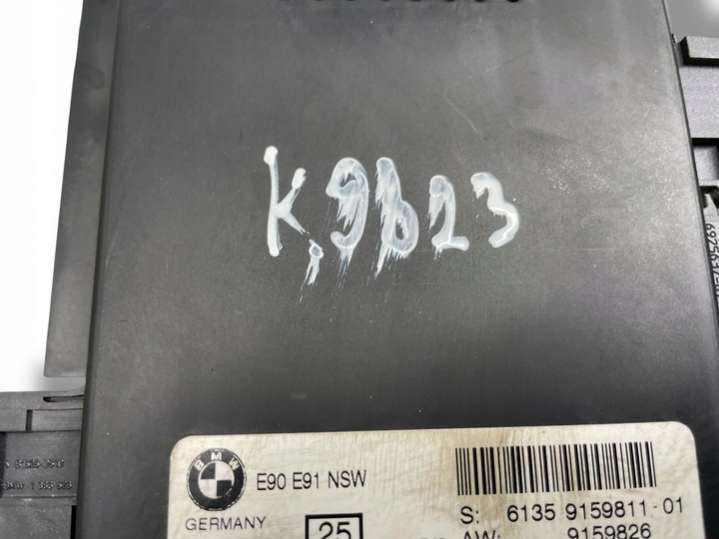 K,9b23
BMW
E90 E91 NSW
GERMANY
25
S: 6135 9159811-01
AW: 9159826